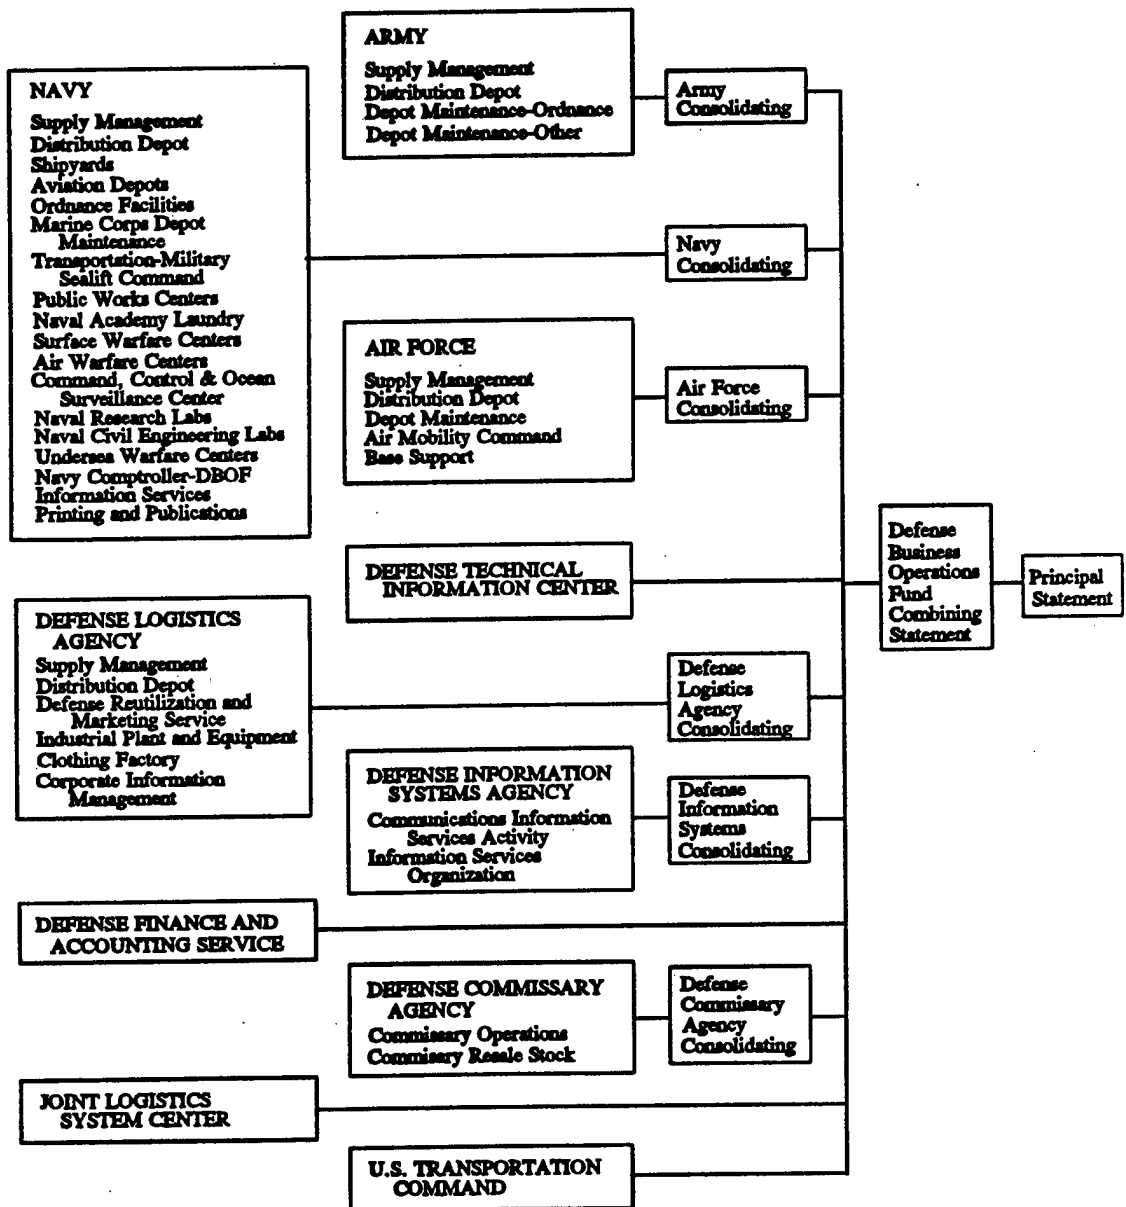 ARMY
Supply Management
Distribution Depot
Depot Maintenance-Ordnance
Depot Maintenance-Other
Army
Consolidating
NAVY
Supply Management
Distribution Depot
Shipyards
Aviation Depots
Ordnance Facilities
Marine Corps Depot
Maintenance
Transportation-Military
Sealift Command
Public Works Centers
Naval Academy Laundry
Surface Warfare Centers
Air Warfare Centers
Command, Control & Ocean
Surveillance Center
Naval Research Labs
Naval Civil Engineering Labs
Undersea Warfare Centers
Navy Comptroller-DBOF
Information Services
Printing and Publications
Navy
Consolidating
AIR FORCE
Supply Management
Distribution Depot
Depot Maintenance
Air Mobility Command
Base Support
Air Force
Consolidating
DEFENSE TECHNICAL
INFORMATION CENTER
Defense
Business
Operations
Fund
Combining
Statement
Principal
Statement
DEFENSE LOGISTICS
AGENCY
Supply Management
Distribution Depot
Defense Reutilization and
Marketing Service
Industrial Plant and Equipment
Clothing Factory
Corporate Information
Management
Defense
Logistics
Agency
Consolidating
DEFENSE INFORMATION
SYSTEMS AGENCY
Communications Information
Services Activity
Information Services
Organization
Defense
Information
Systems
Consolidating
DEFENSE FINANCE AND
ACCOUNTING SERVICE
DEFENSE COMMISSARY
AGENCY
Commissary Operations
Commisary Resale Stock
Defense
Commissary
Agency
Consolidating
JOINT LOGISTICS
SYSTEM CENTER
U.S. TRANSPORTATION
COMMAND